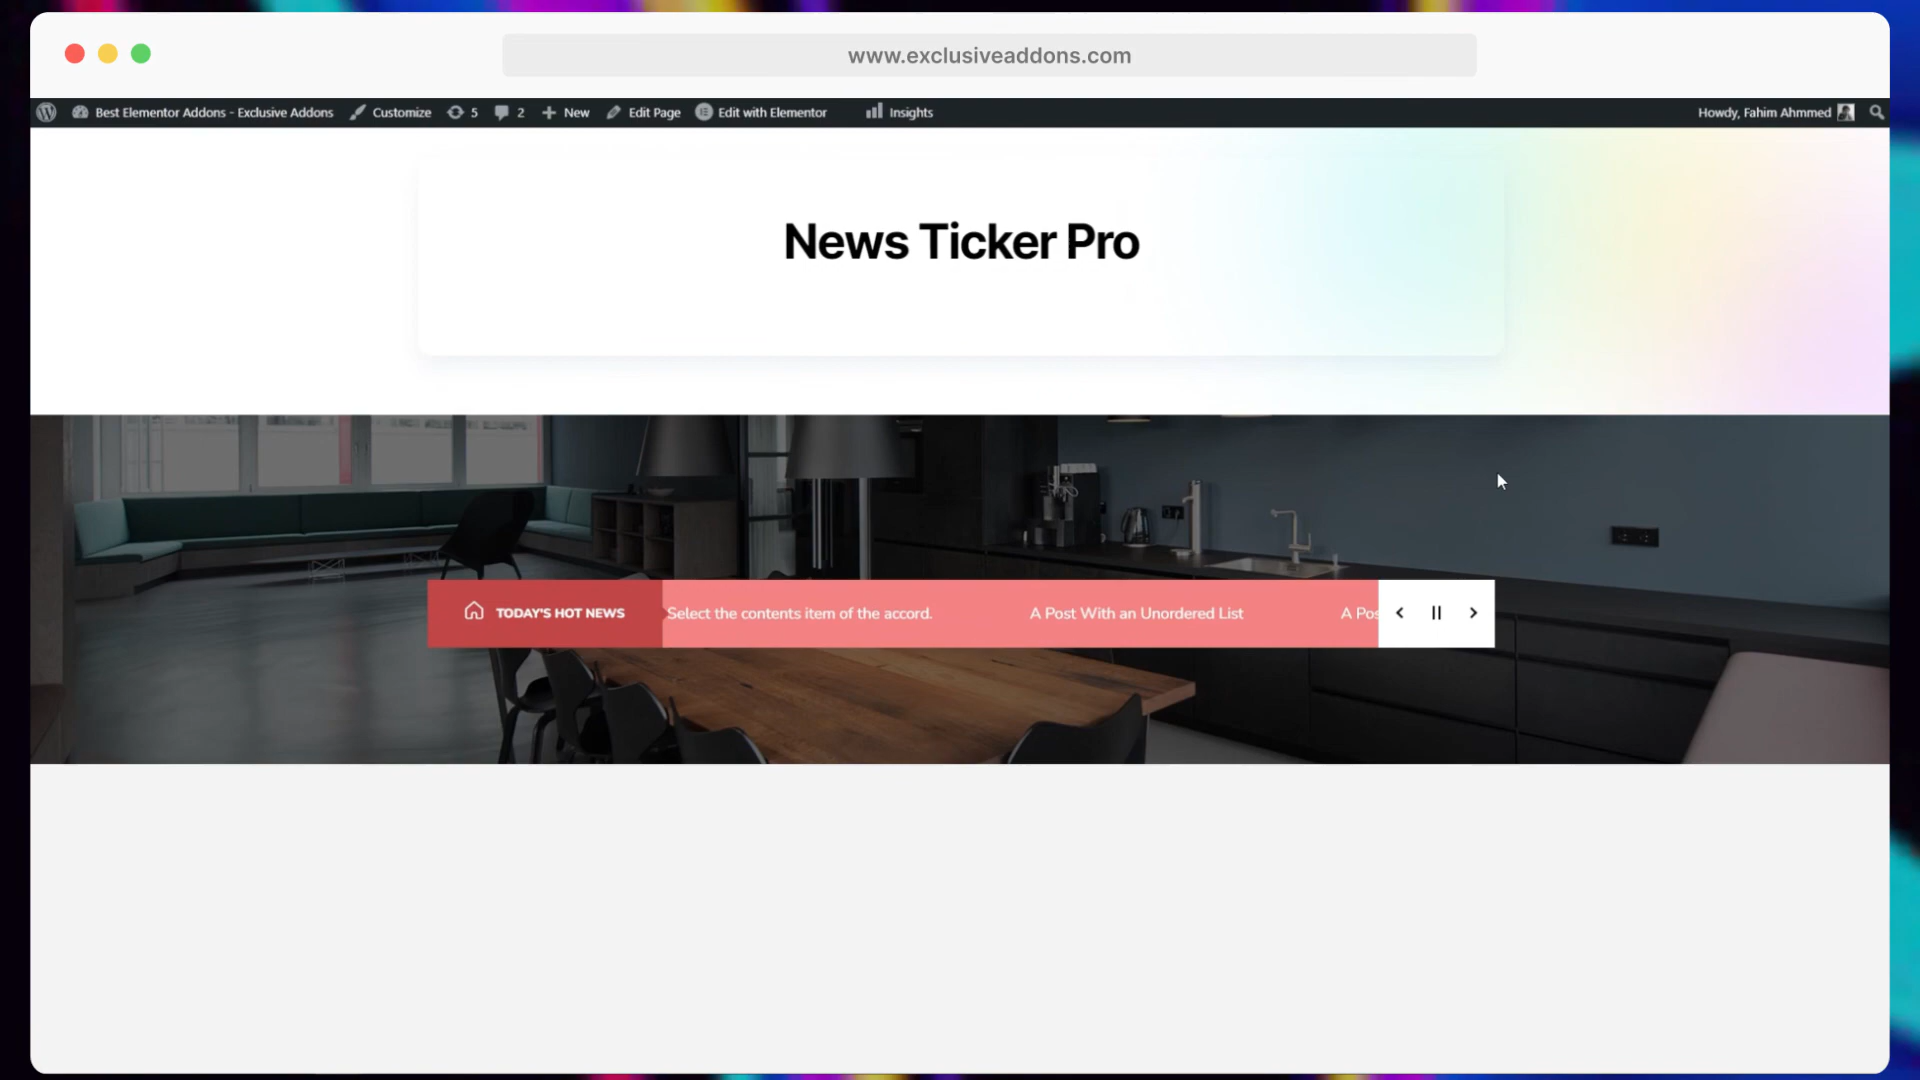 www.exclusiveaddons.com
Best Elementor Addons - Exclusive Addons Customize 5 2 New Edit Page Edit with Elementor Insights Howdy, Fahim Ahmmed
News Ticker Pro
TODAY'S HOT NEWS Select the contents item of the accord. A Post With an Unordered List A Pos